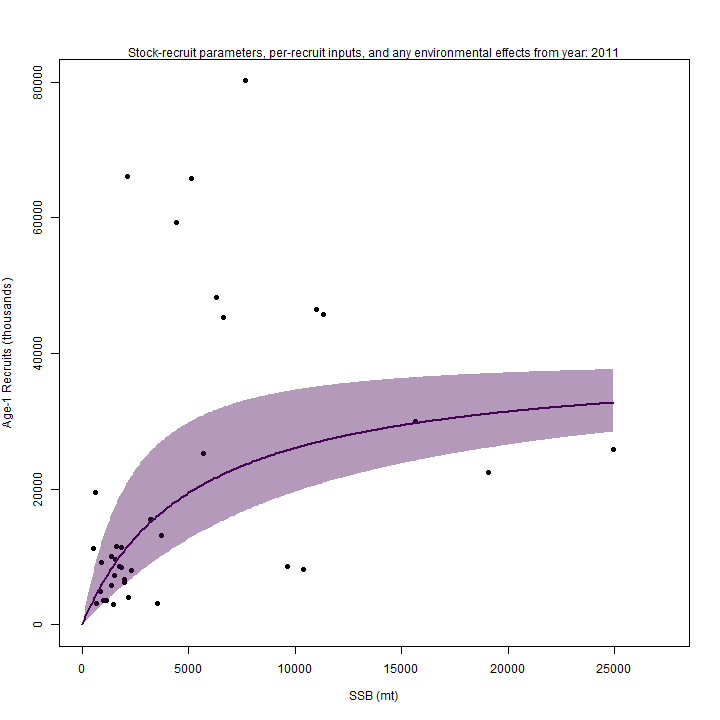 Stock-recruit parameters, per-recruit inputs, and any environmental effects from year: 2011
Age-1 Recruits (thousands)
80000
60000
40000
20000
0
0 5000 10000 15000 20000 25000
SSB (mt)